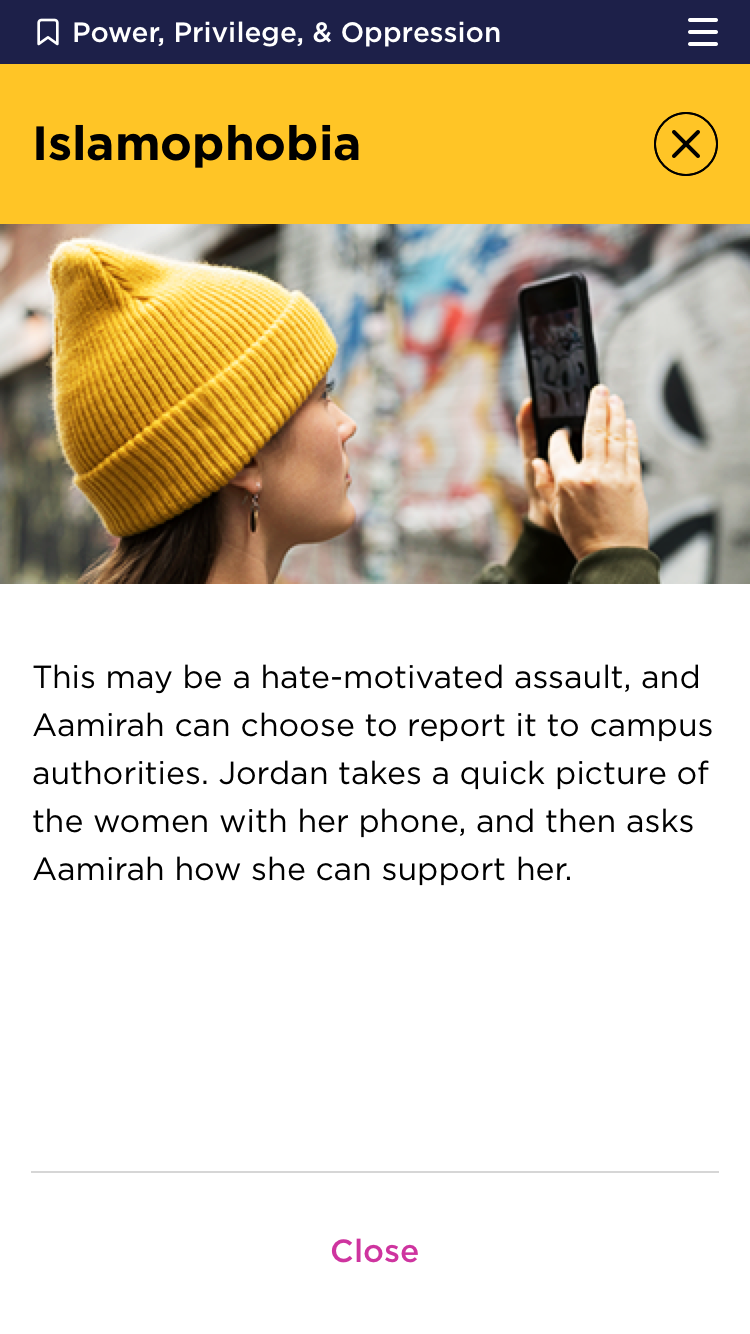 Power, Privilege, & Oppression
Islamophobia
This may be a hate-motivated assault, and
Aamirah can choose to report it to campus
authorities. Jordan takes a quick picture of
the women with her phone, and then asks
Aamirah how she can support her.
Close